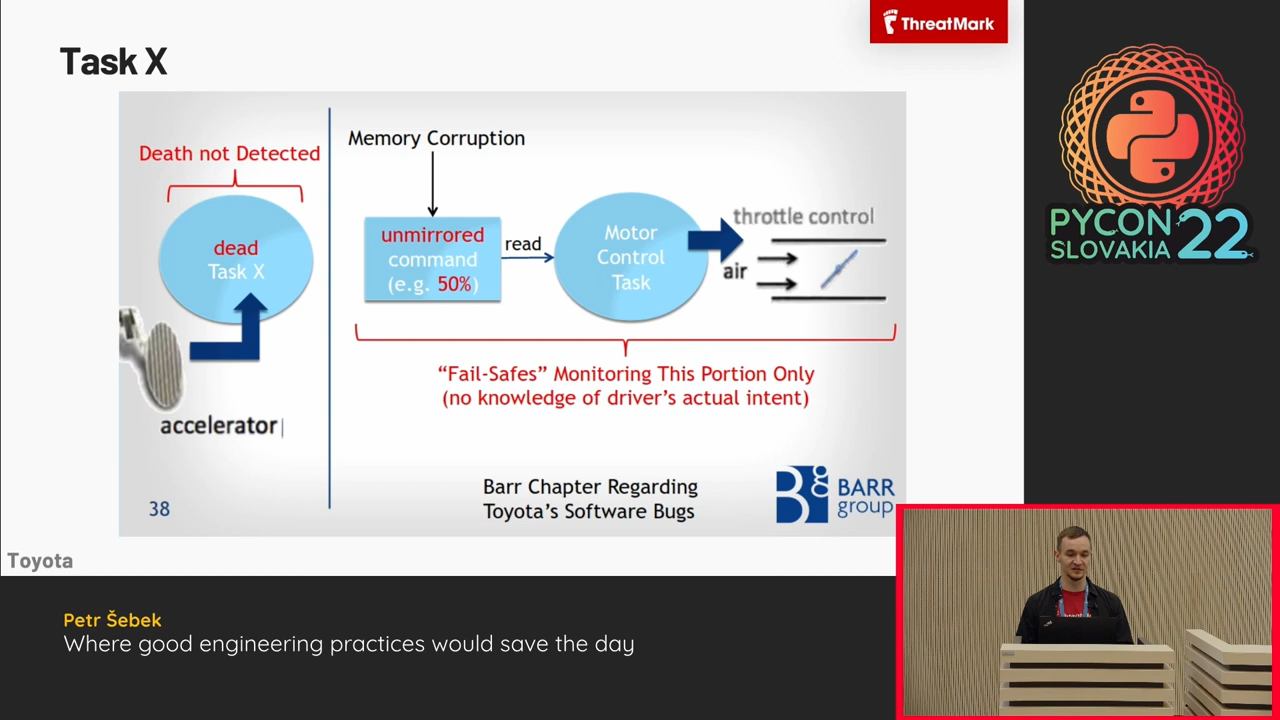 ThreatMark
Task X
Death not Detected
dead
Task X
accelerator
38
Memory Corruption
unmirrored
command
(e.g. 50%)
read
Motor
Control
Task
throttle control
air
“Fail-Safes” Monitoring This Portion Only
(no knowledge of driver’s actual intent)
Barr Chapter Regarding
Toyota’s Software Bugs
BARR
group
Toyota
PYCON
SLOVAKIA
22
Petr Šebek
Where good engineering practices would save the day